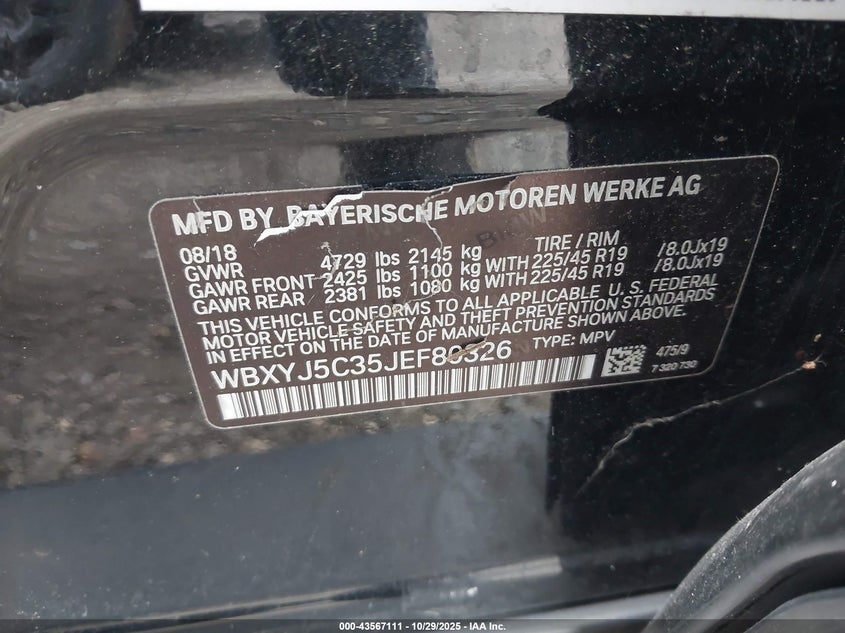 MFD BY BAYERISCHE MOTOREN WERKE AG
08/18
GVWR 4729 lbs 2145 kg TIRE / RIM
GAWR FRONT 2425 lbs 1100 kg WITH 225/45 R19 /8.0Jx19
GAWR REAR 2381 lbs 1080 kg WITH 225/45 R19 /8.0Jx19
THIS VEHICLE CONFORMS TO ALL APPLICABLE U.S. FEDERAL
MOTOR VEHICLE SAFETY AND THEFT PREVENTION STANDARDS
IN EFFECT ON THE DATE OF MANUFACTURE SHOWN ABOVE.
WBXYJ5C35JEF80326 TYPE: MPV
475/9
7 320 730
000-43567111 - 10/29/2025 - IAA Inc.